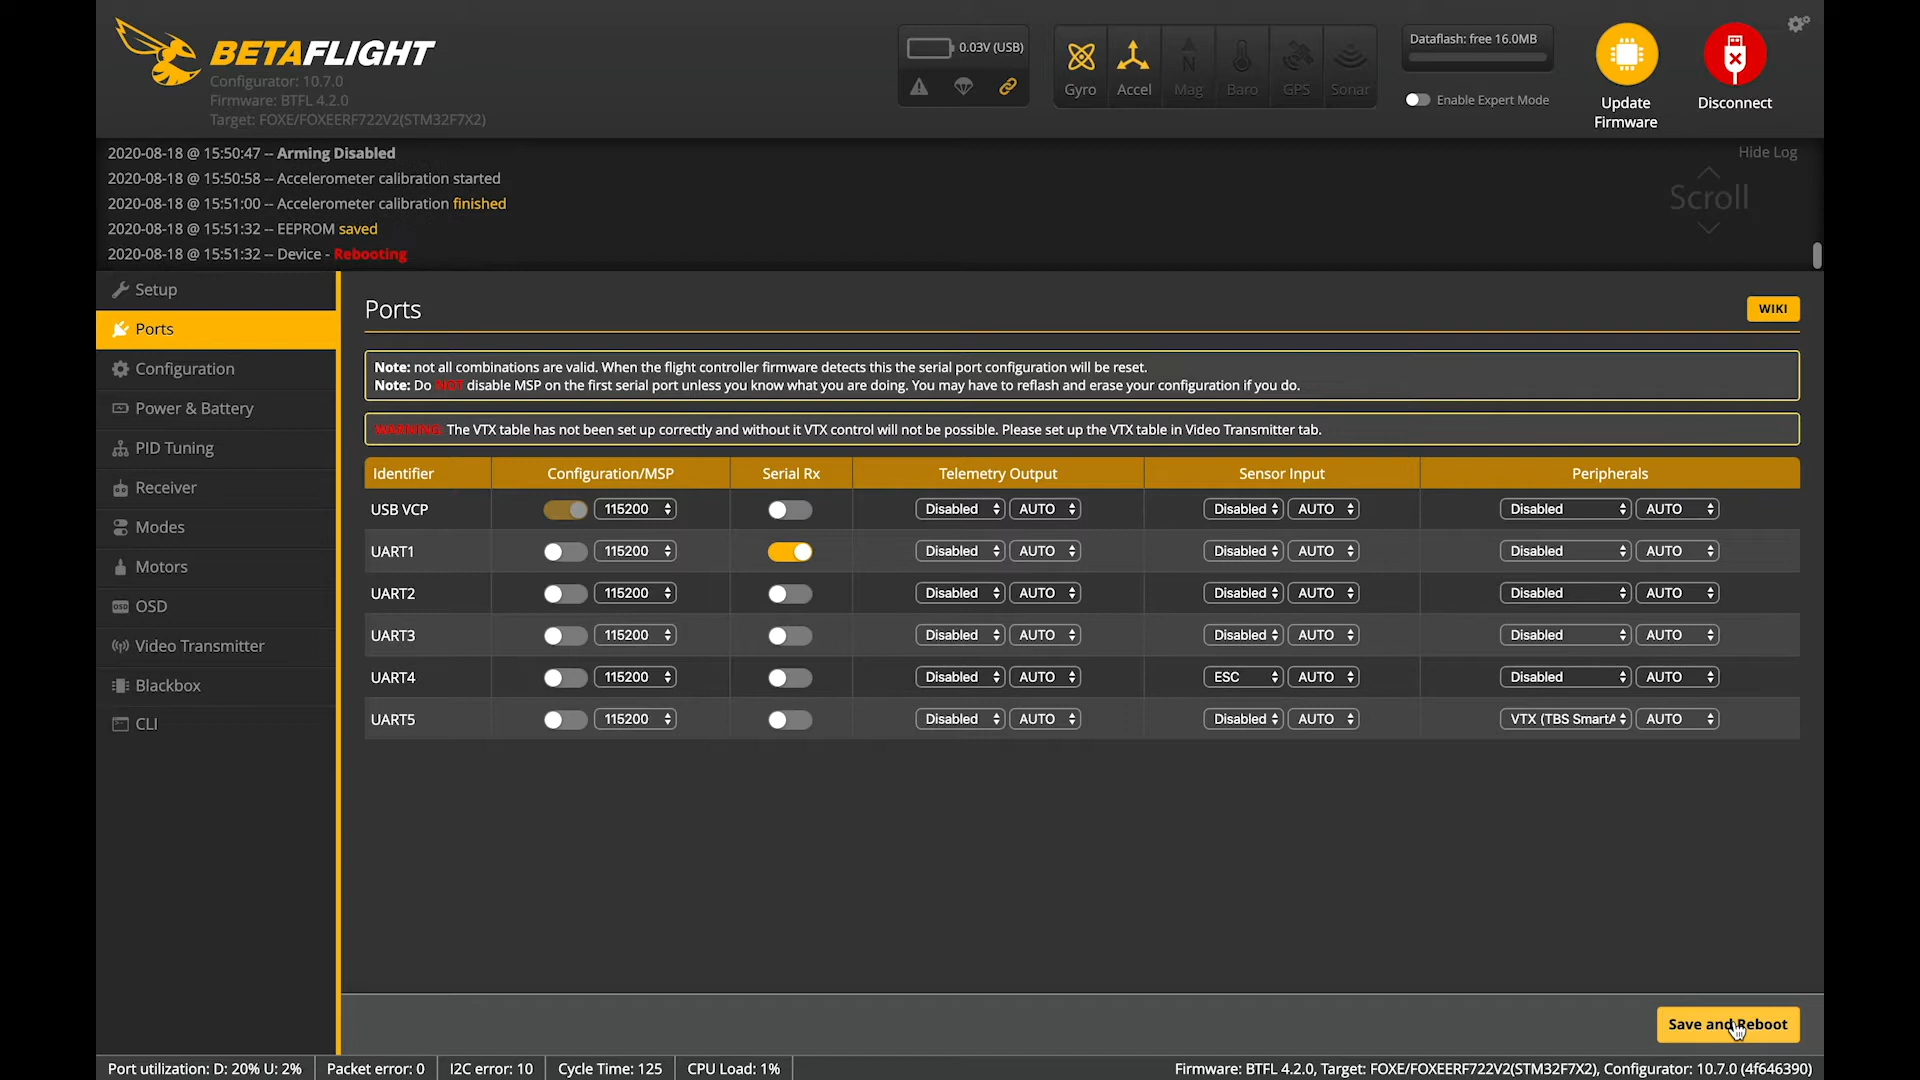 BETAFLIGHT
Configurator: 10.7.0
Firmware: BTFL 4.2.0
Target: FOXE/FOXEERF722V2(STM32F7X2)
0.03V (USB)
Gyro
Accel
Mag
Baro
GPS
Sonar
Dataflash: free 16.0MB
Enable Expert Mode
Update
Firmware
Disconnect
2020-08-18 @ 15:50:47 -- Arming Disabled
2020-08-18 @ 15:50:58 -- Accelerometer calibration started
2020-08-18 @ 15:51:00 -- Accelerometer calibration finished
2020-08-18 @ 15:51:32 -- EEPROM saved
2020-08-18 @ 15:51:32 -- Device - Rebooting
Hide Log
Scroll
Setup
Ports
Configuration
Power & Battery
PID Tuning
Receiver
Modes
Motors
OSD
Video Transmitter
Blackbox
CLI
Ports
WIKI
Note: not all combinations are valid. When the flight controller firmware detects this the serial port configuration will be reset.
Note: Do NOT disable MSP on the first serial port unless you know what you are doing. You may have to reflash and erase your configuration if you do.
WARNING: The VTX table has not been set up correctly and without it VTX control will not be possible. Please set up the VTX table in Video Transmitter tab.
Identifier Configuration/MSP Serial Rx Telemetry Output Sensor Input Peripherals
USB VCP 115200 Disabled AUTO Disabled AUTO Disabled AUTO
UART1 115200 Disabled AUTO Disabled AUTO Disabled AUTO
UART2 115200 Disabled AUTO Disabled AUTO Disabled AUTO
UART3 115200 Disabled AUTO Disabled AUTO Disabled AUTO
UART4 115200 Disabled AUTO ESC AUTO Disabled AUTO
UART5 115200 Disabled AUTO Disabled AUTO VTX (TBS SmartA AUTO
Save and Reboot
Port utilization: D: 20% U: 2% Packet error: 0 I2C error: 10 Cycle Time: 125 CPU Load: 1% Firmware: BTFL 4.2.0, Target: FOXE/FOXEERF722V2(STM32F7X2), Configurator: 10.7.0 (4f646390)